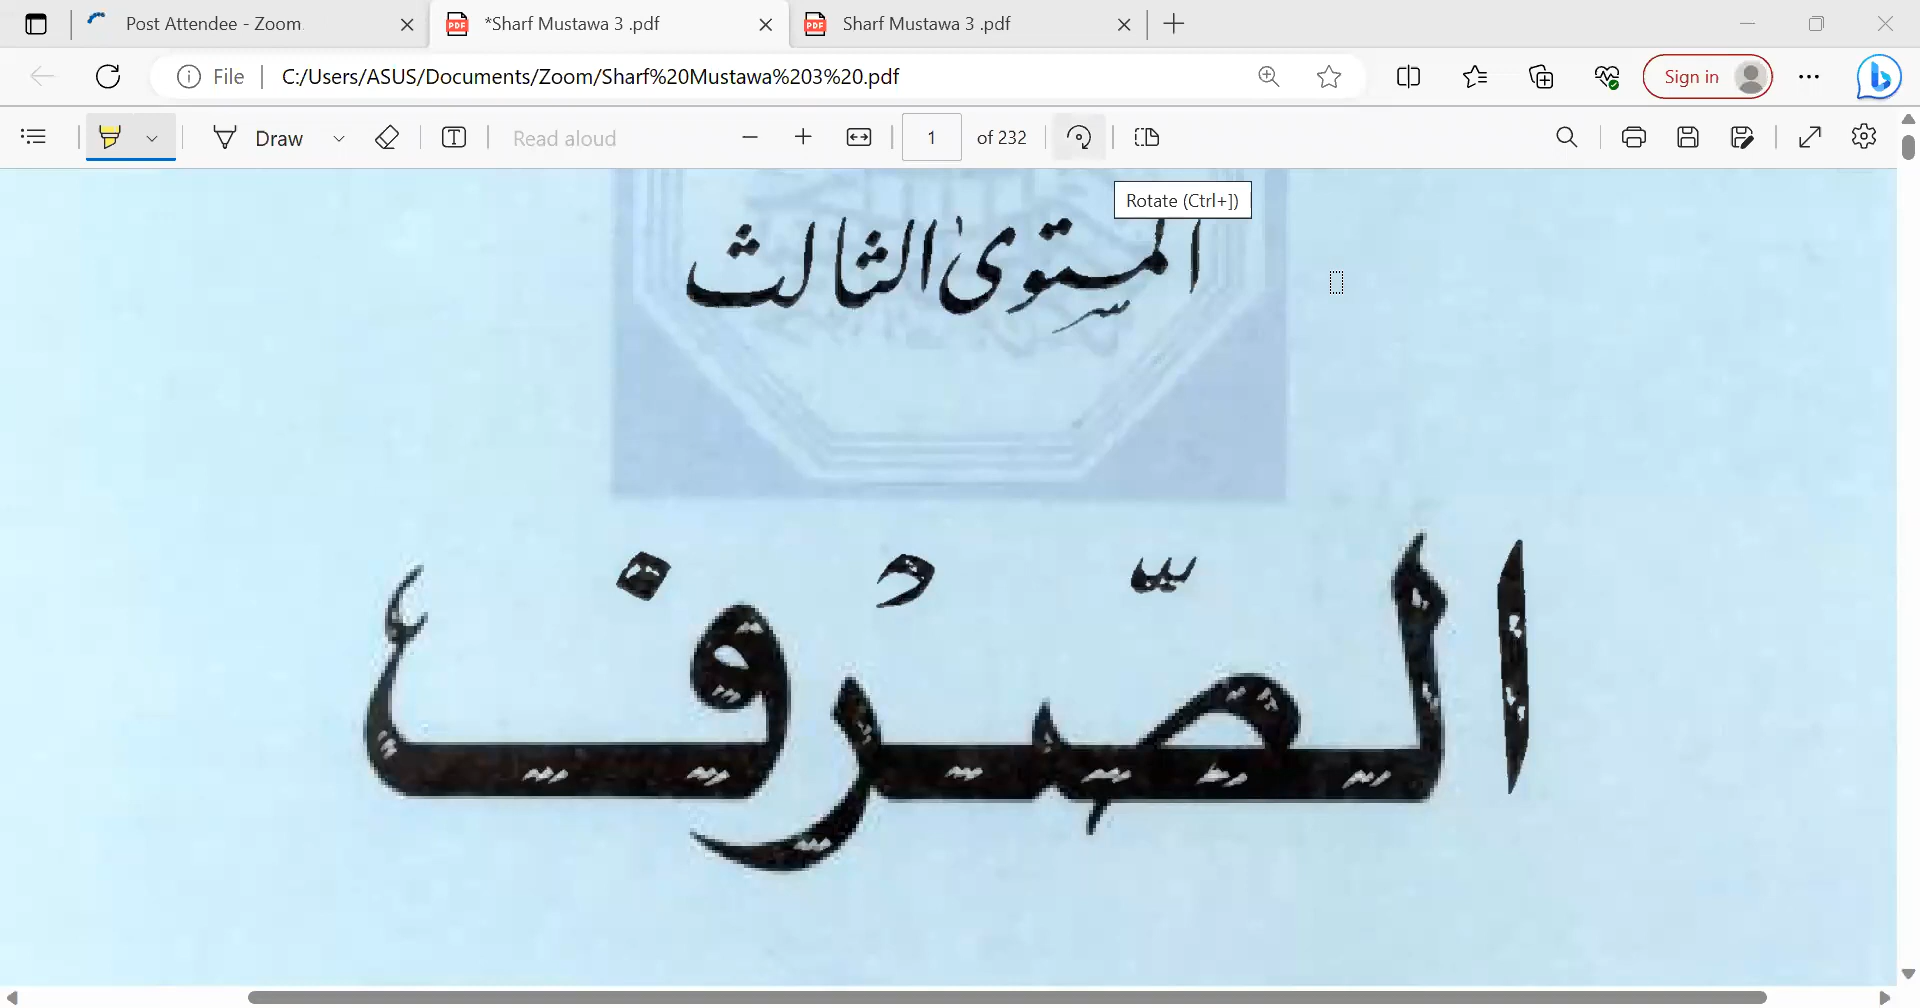 Post Attendee - Zoom
*Sharf Mustawa 3 .pdf
Sharf Mustawa 3 .pdf
File
C:/Users/ASUS/Documents/Zoom/Sharf%20Mustawa%203%20.pdf
Sign in
Draw
Read aloud
1 of 232
Rotate (Ctrl+])
المستوى الثالث
الصّرف